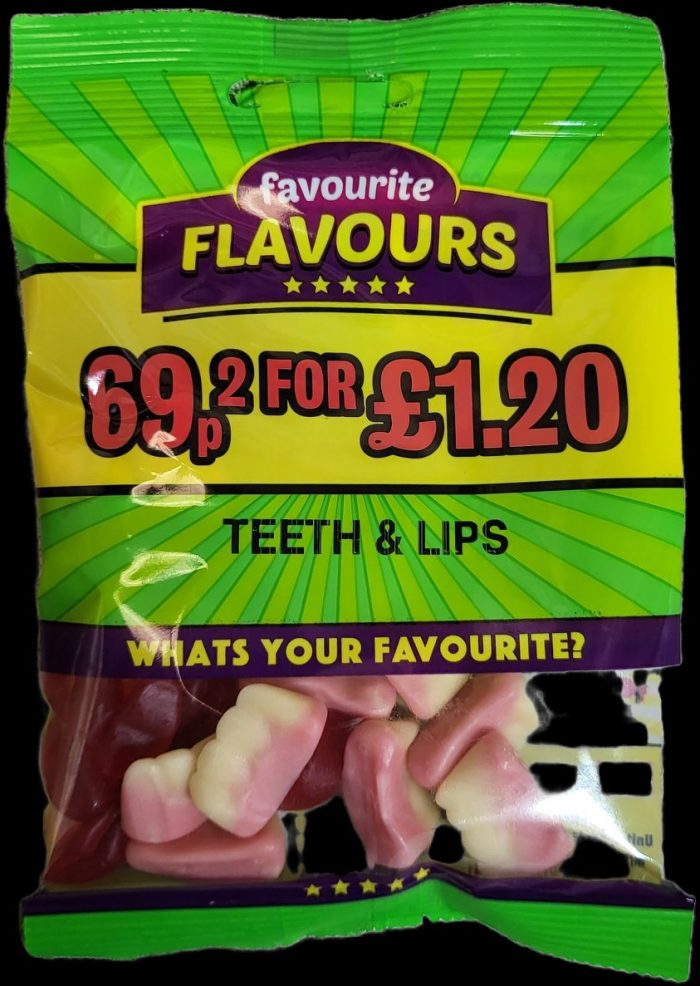 favourite
FLAVOURS
69p 2 FOR £1.20
TEETH & LIPS
WHATS YOUR FAVOURITE?